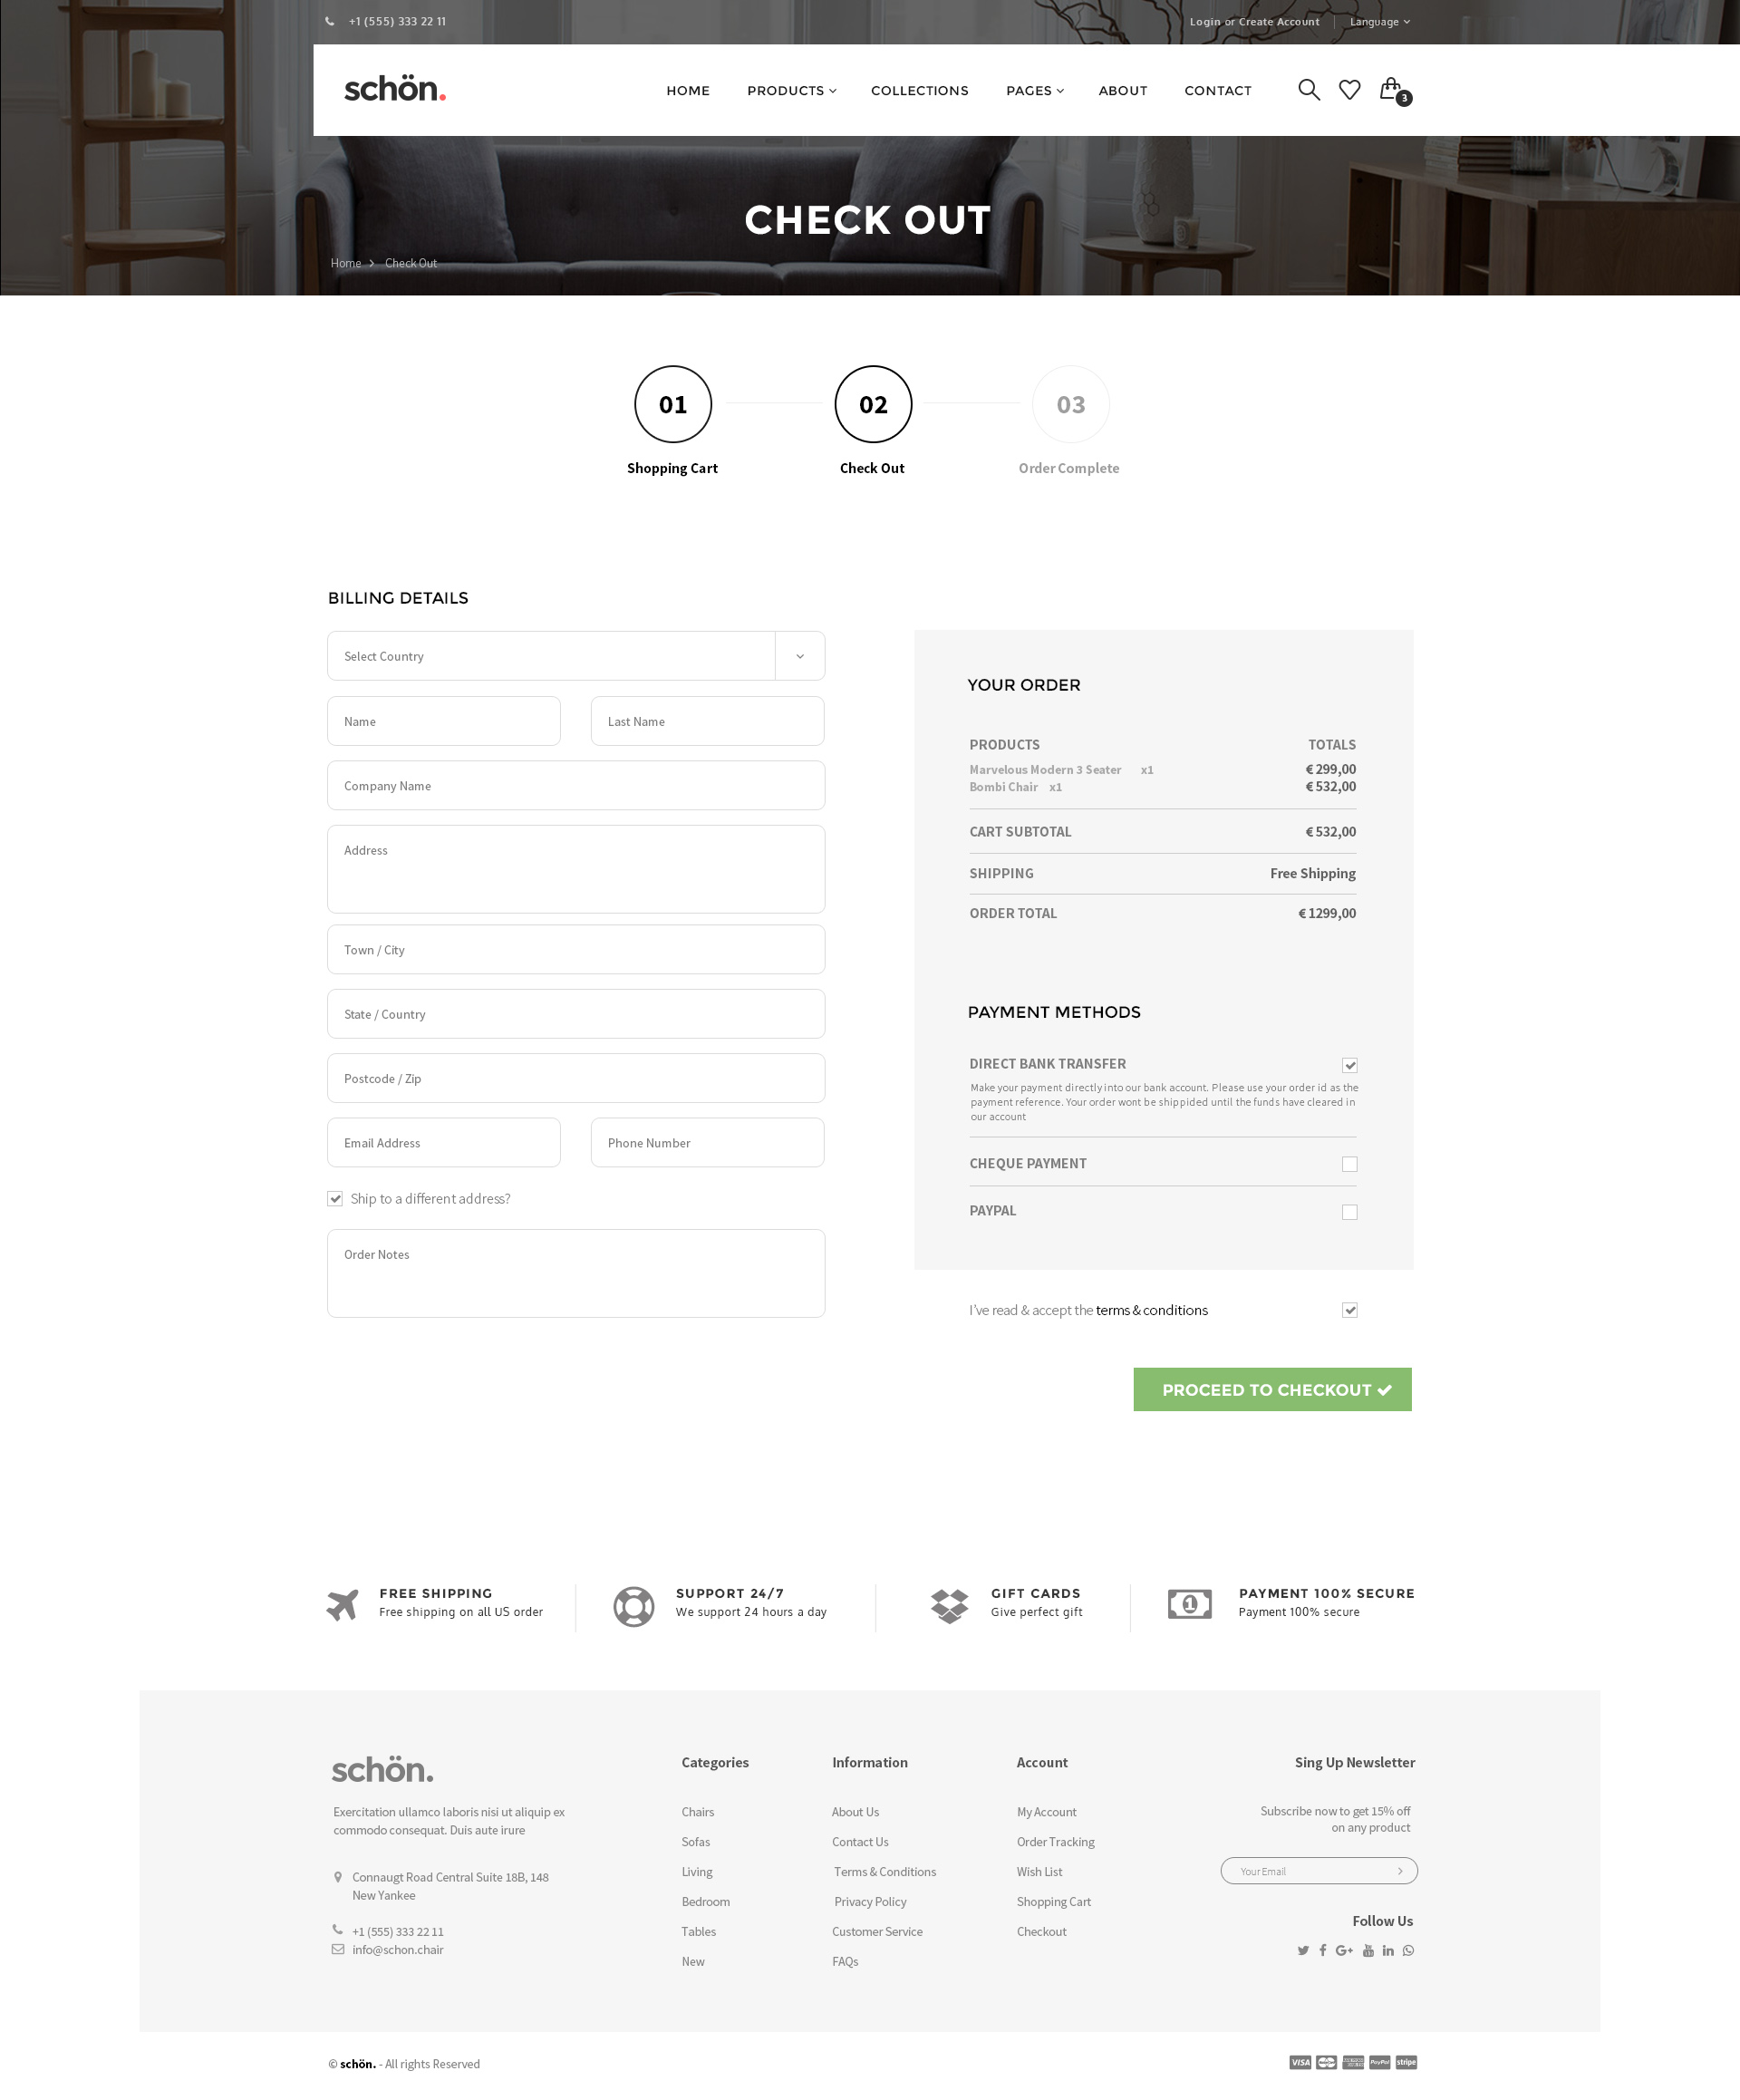 +1 (555) 333 22 11
Login or Create Account
Language
schön.
HOME PRODUCTS COLLECTIONS PAGES ABOUT CONTACT
3
CHECK OUT
Home > Check Out
01 02 03
Shopping Cart Check Out Order Complete
BILLING DETAILS
Select Country
Name
Last Name
Company Name
Address
Town / City
State / Country
Postcode / Zip
Email Address
Phone Number
Ship to a different address?
Order Notes
YOUR ORDER
PRODUCTS TOTALS
Marvelous Modern 3 Seater x1 € 299,00
Bombi Chair x1 € 532,00
CART SUBTOTAL € 532,00
SHIPPING Free Shipping
ORDER TOTAL € 1299,00
PAYMENT METHODS
DIRECT BANK TRANSFER
Make your payment directly into our bank account. Please use your order id as the
payment reference. Your order wont be shippided until the funds have cleared in
our account
CHEQUE PAYMENT
PAYPAL
I've read & accept the terms & conditions
PROCEED TO CHECKOUT
FREE SHIPPING
Free shipping on all US order
SUPPORT 24/7
We support 24 hours a day
GIFT CARDS
Give perfect gift
1
PAYMENT 100% SECURE
Payment 100% secure
schön.
Exercitation ullamco laboris nisi ut aliquip ex
commodo consequat. Duis aute irure
Connaugt Road Central Suite 18B, 148
New Yankee
+1 (555) 333 22 11
info@schon.chair
Categories
Chairs
Sofas
Living
Bedroom
Tables
New
Information
About Us
Contact Us
Terms & Conditions
Privacy Policy
Customer Service
FAQs
Account
My Account
Order Tracking
Wish List
Shopping Cart
Checkout
Sing Up Newsletter
Subscribe now to get 15% off
on any product
Your Email
Follow Us
© schön. - All rights Reserved
VISA PayPal stripe